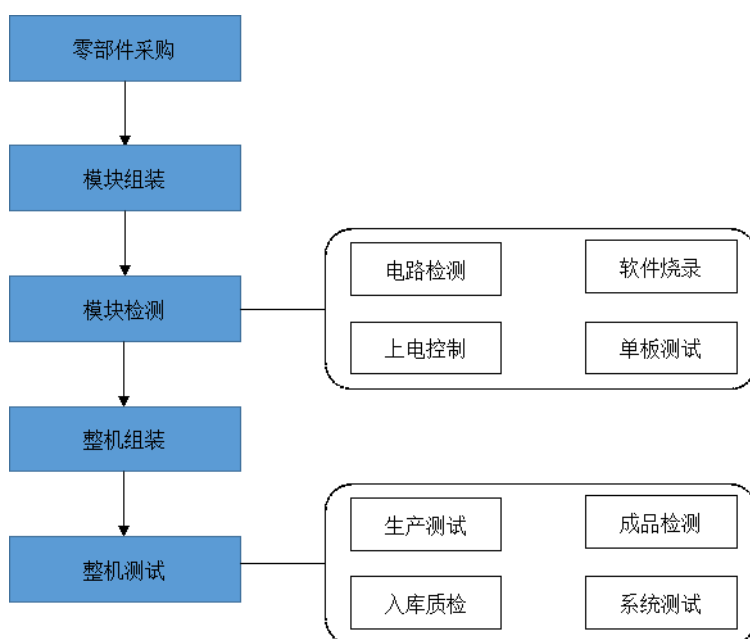 零部件采购
模块组装
模块检测
电路检测
软件烧录
上电控制
单板测试
整机组装
整机测试
生产测试
成品检测
入库质检
系统测试